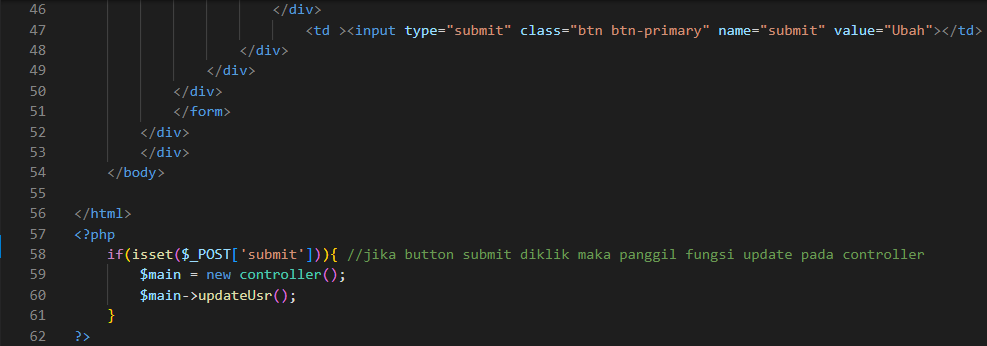 46 </div>
47 <td ><input type="submit" class="btn btn-primary" name="submit" value="Ubah"></td>
48 </div>
49 </div>
50 </div>
51 </form>
52 </div>
53 </div>
54 </body>
55
56 </html>
57 <?php
58 if(isset($_POST['submit'])){ //jika button submit diklik maka panggil fungsi update pada controller
59 $main = new controller();
60 $main->updateUsr();
61 }
62 ?>